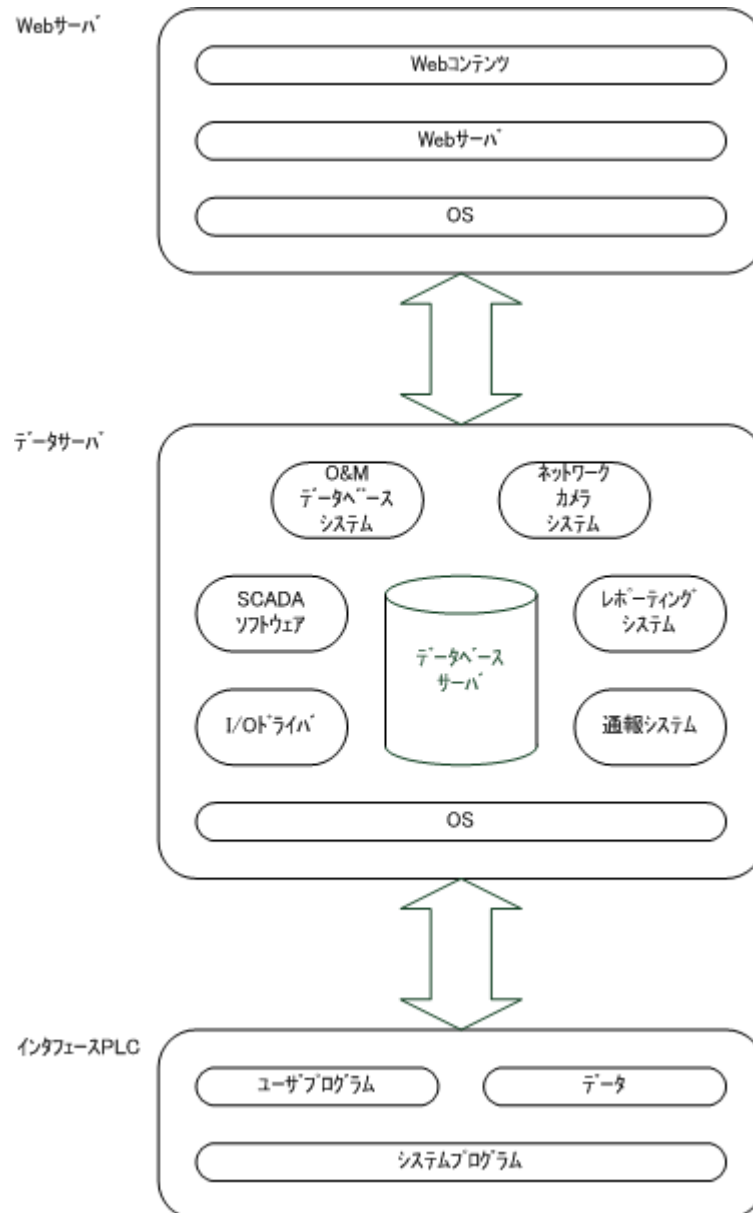 Webサーバ
Webコンテンツ
Webサーバ
OS
データサーバ
O&M
データベース
システム
ネットワーク
カメラ
システム
SCADA
ソフトウェア
データベース
サーバ
レポーティング
システム
I/Oドライバ
通報システム
OS
インタフェースPLC
ユーザプログラム
データ
システムプログラム